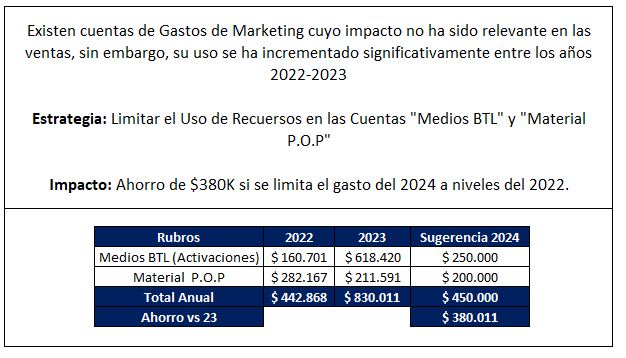 Existen cuentas de Gastos de Marketing cuyo impacto no ha sido relevante en las
ventas, sin embargo, su uso se ha incrementado significativamente entre los años
2022-2023
Estrategia: Limitar el Uso de Recuersos en las Cuentas "Medios BTL" y "Material
P.O.P"
Impacto: Ahorro de $380K si se limita el gasto del 2024 a niveles del 2022.
Rubros 2022 2023 Sugerencia 2024
Medios BTL (Activaciones) $ 160.701 $ 618.420 $ 250.000
Material P.O.P $ 282.167 $ 211.591 $ 200.000
Total Anual $ 442.868 $ 830.011 $ 450.000
Ahorro vs 23 $ 380.011